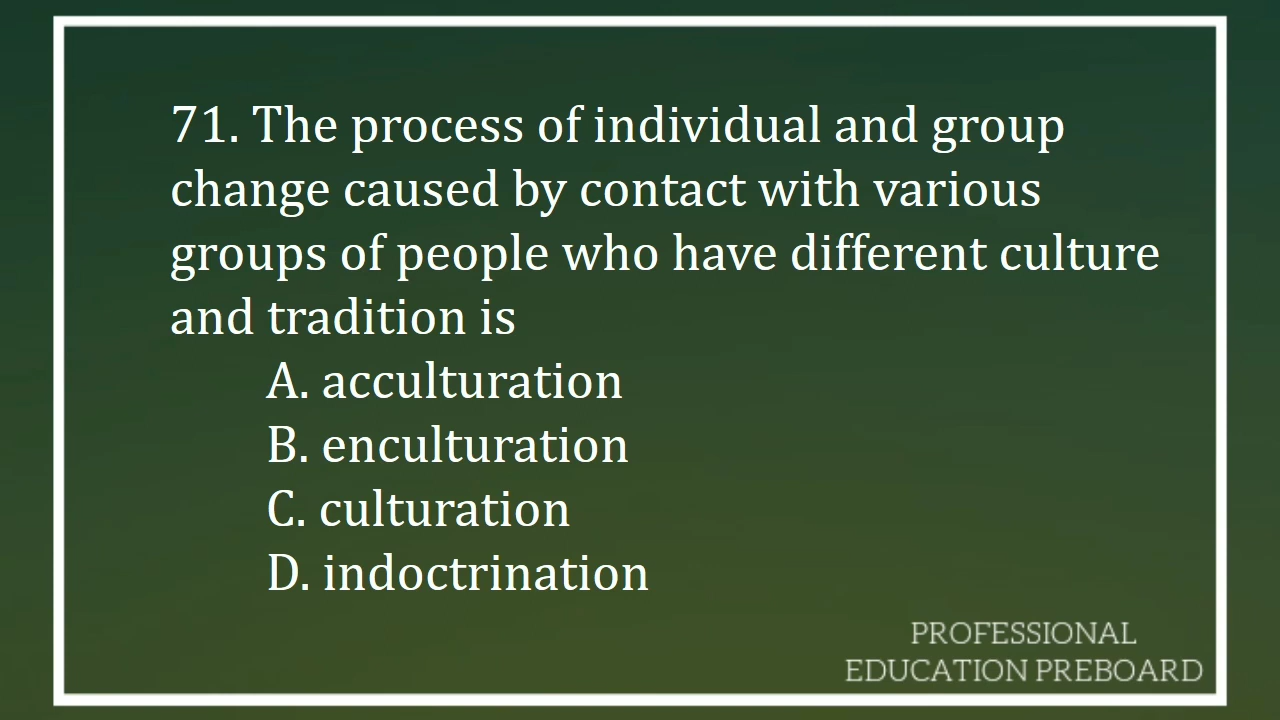 71. The process of individual and group
change caused by contact with various
groups of people who have different culture
and tradition is
A. acculturation
B. enculturation
C. culturation
D. indoctrination
PROFESSIONAL
EDUCATION PREBOARD